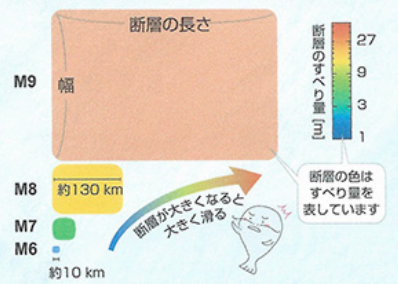 断層の長さ
M9
幅
断層のすべり量[m]
27
9
3
1
M8
約130 km
断層の色は
すべり量を
表しています
M7
M6
約10 km
断層が大きくなると
大きく滑る